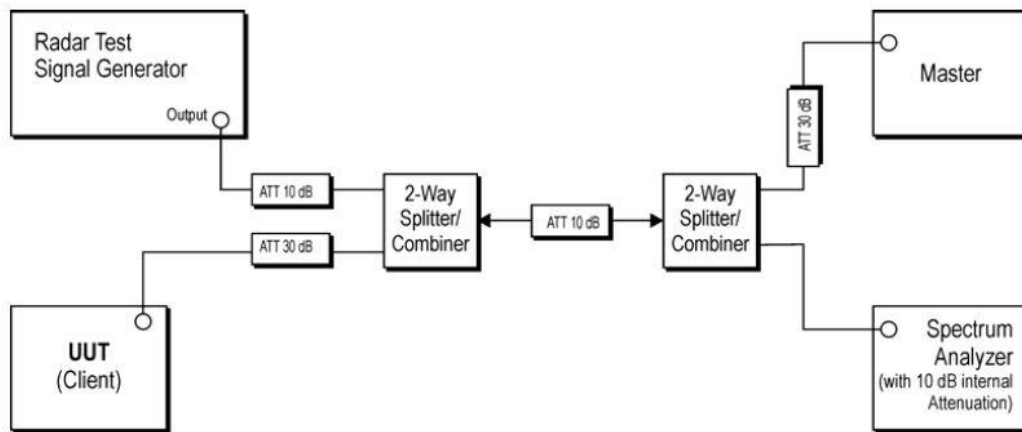 Radar Test
Signal Generator
Output
ATT 10 dB
ATT 30 dB
UUT
(Client)
2-Way
Splitter/
Combiner
ATT 10 dB
2-Way
Splitter/
Combiner
ATT 30 dB
Master
Spectrum
Analyzer
(with 10 dB internal
Attenuation)